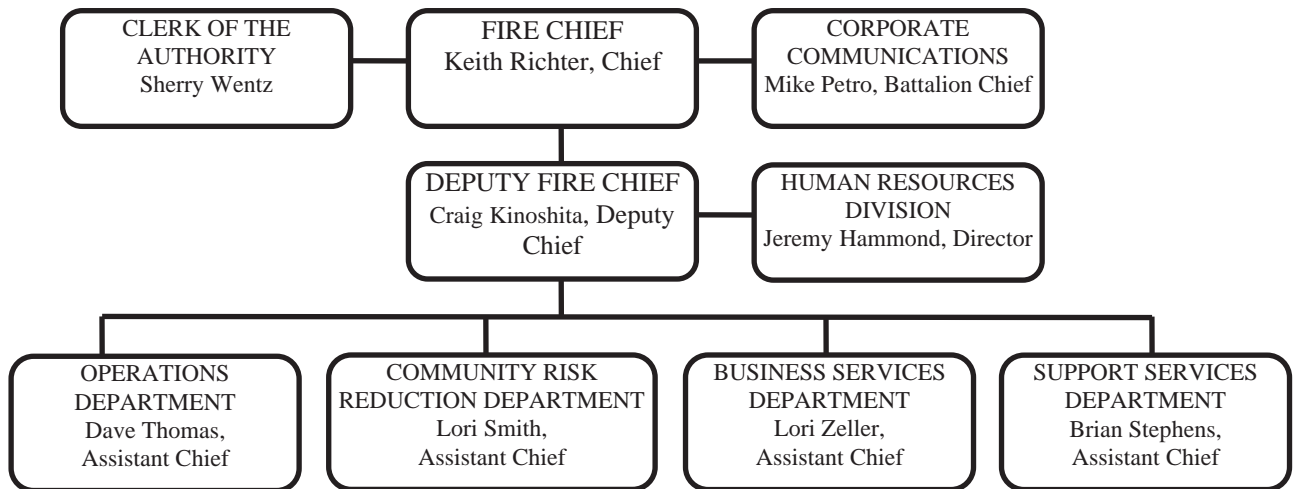 CLERK OF THE
AUTHORITY
Sherry Wentz
FIRE CHIEF
Keith Richter, Chief
CORPORATE
COMMUNICATIONS
Mike Petro, Battalion Chief
DEPUTY FIRE CHIEF
Craig Kinoshita, Deputy
Chief
HUMAN RESOURCES
DIVISION
Jeremy Hammond, Director
OPERATIONS
DEPARTMENT
Dave Thomas,
Assistant Chief
COMMUNITY RISK
REDUCTION DEPARTMENT
Lori Smith,
Assistant Chief
BUSINESS SERVICES
DEPARTMENT
Lori Zeller,
Assistant Chief
SUPPORT SERVICES
DEPARTMENT
Brian Stephens,
Assistant Chief